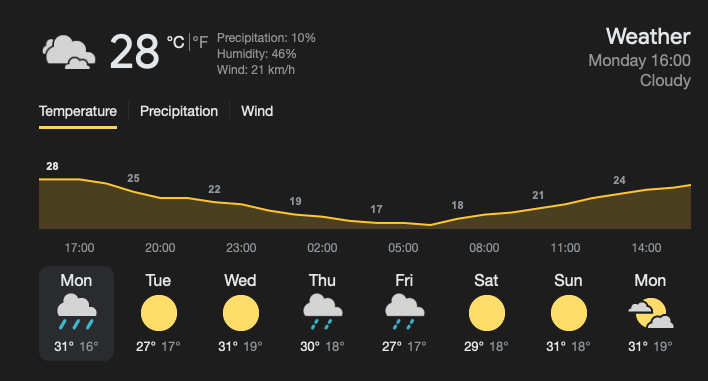 28 °C | °F
Precipitation: 10%
Humidity: 46%
Wind: 21 km/h
Weather
Monday 16:00
Cloudy
Temperature | Precipitation | Wind
28 25 22 19 17 18 21 24
17:00 20:00 23:00 02:00 05:00 08:00 11:00 14:00
Mon Tue Wed Thu Fri Sat Sun Mon
31° 16° 27° 17° 31° 19° 30° 18° 27° 17° 29° 18° 31° 18° 31° 19°